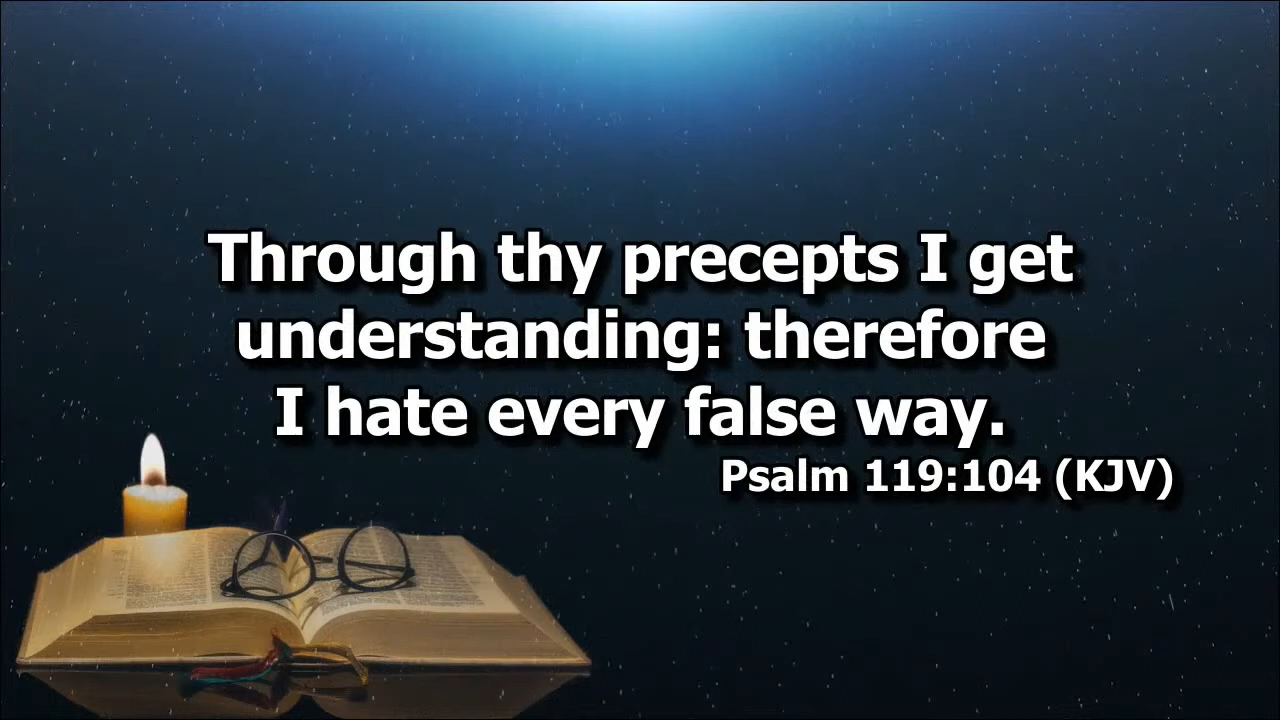 Through thy precepts I get
understanding: therefore
I hate every false way.
Psalm 119:104 (KJV)